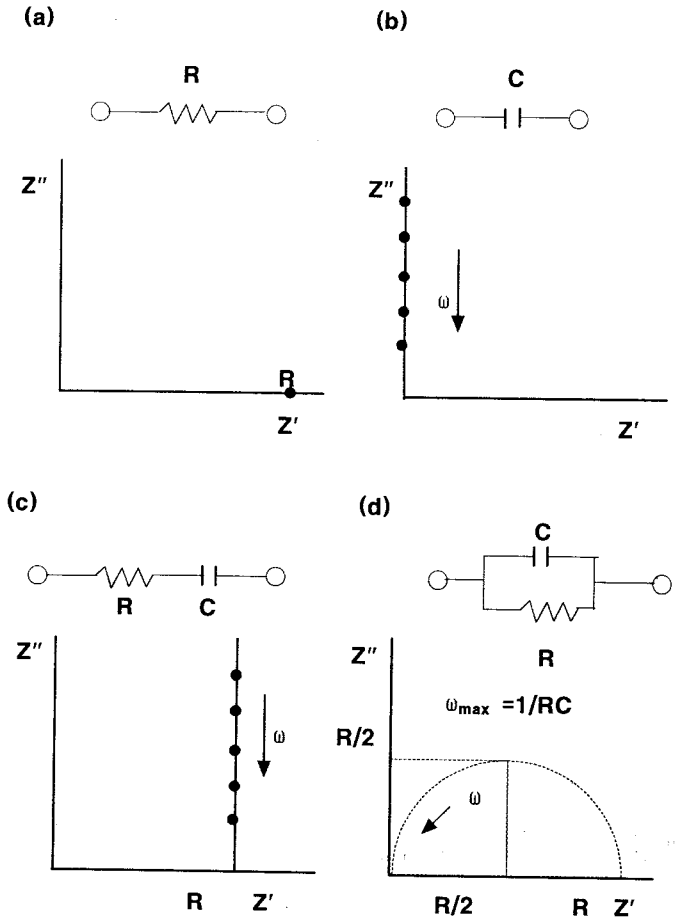 (a)
R
Z″
R
Z′
(b)
C
Z″
ω
Z′
(c)
R C
Z″
ω
R Z′
(d)
C
R
Z″
ωmax =1/RC
R/2
ω
R/2 R Z′